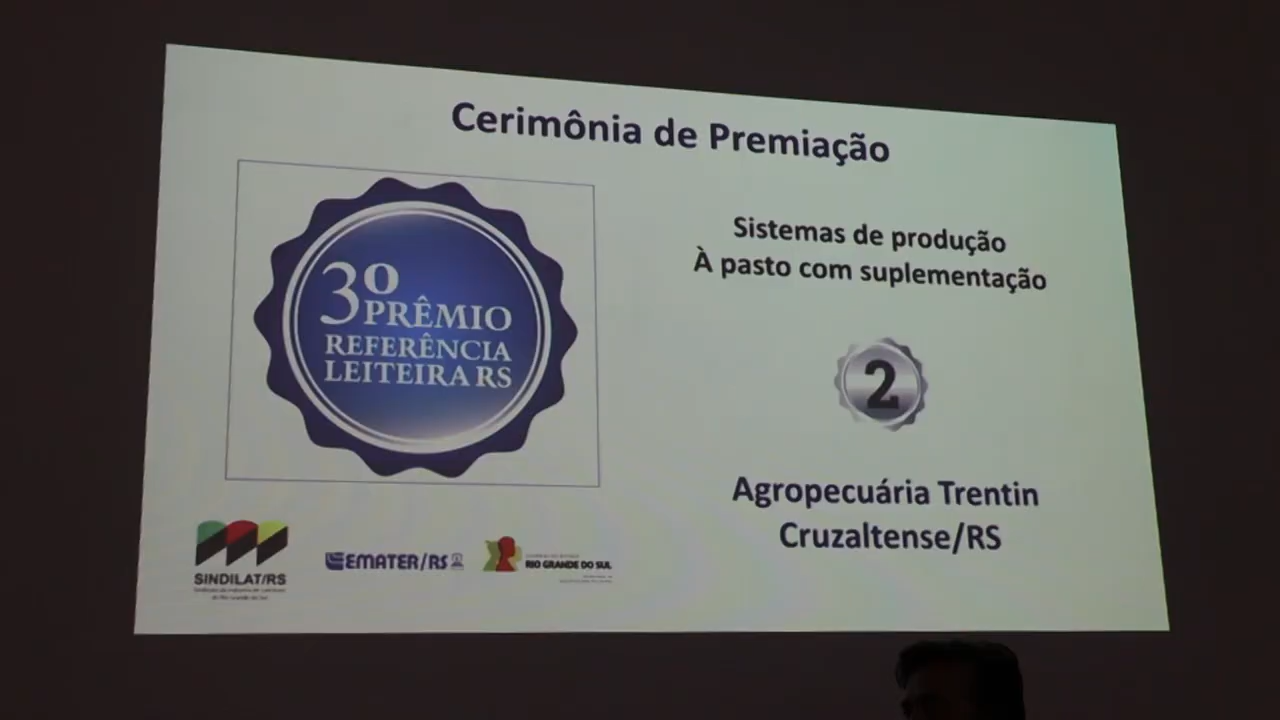 Cerimônia de Premiação
3º PRÊMIO
REFERÊNCIA
LEITEIRA RS
Sistemas de produção
À pasto com suplementação
2
Agropecuária Trentin
Cruzaltense/RS
SINDILAT/RS
EMATER/RS
RIO GRANDE DO SUL